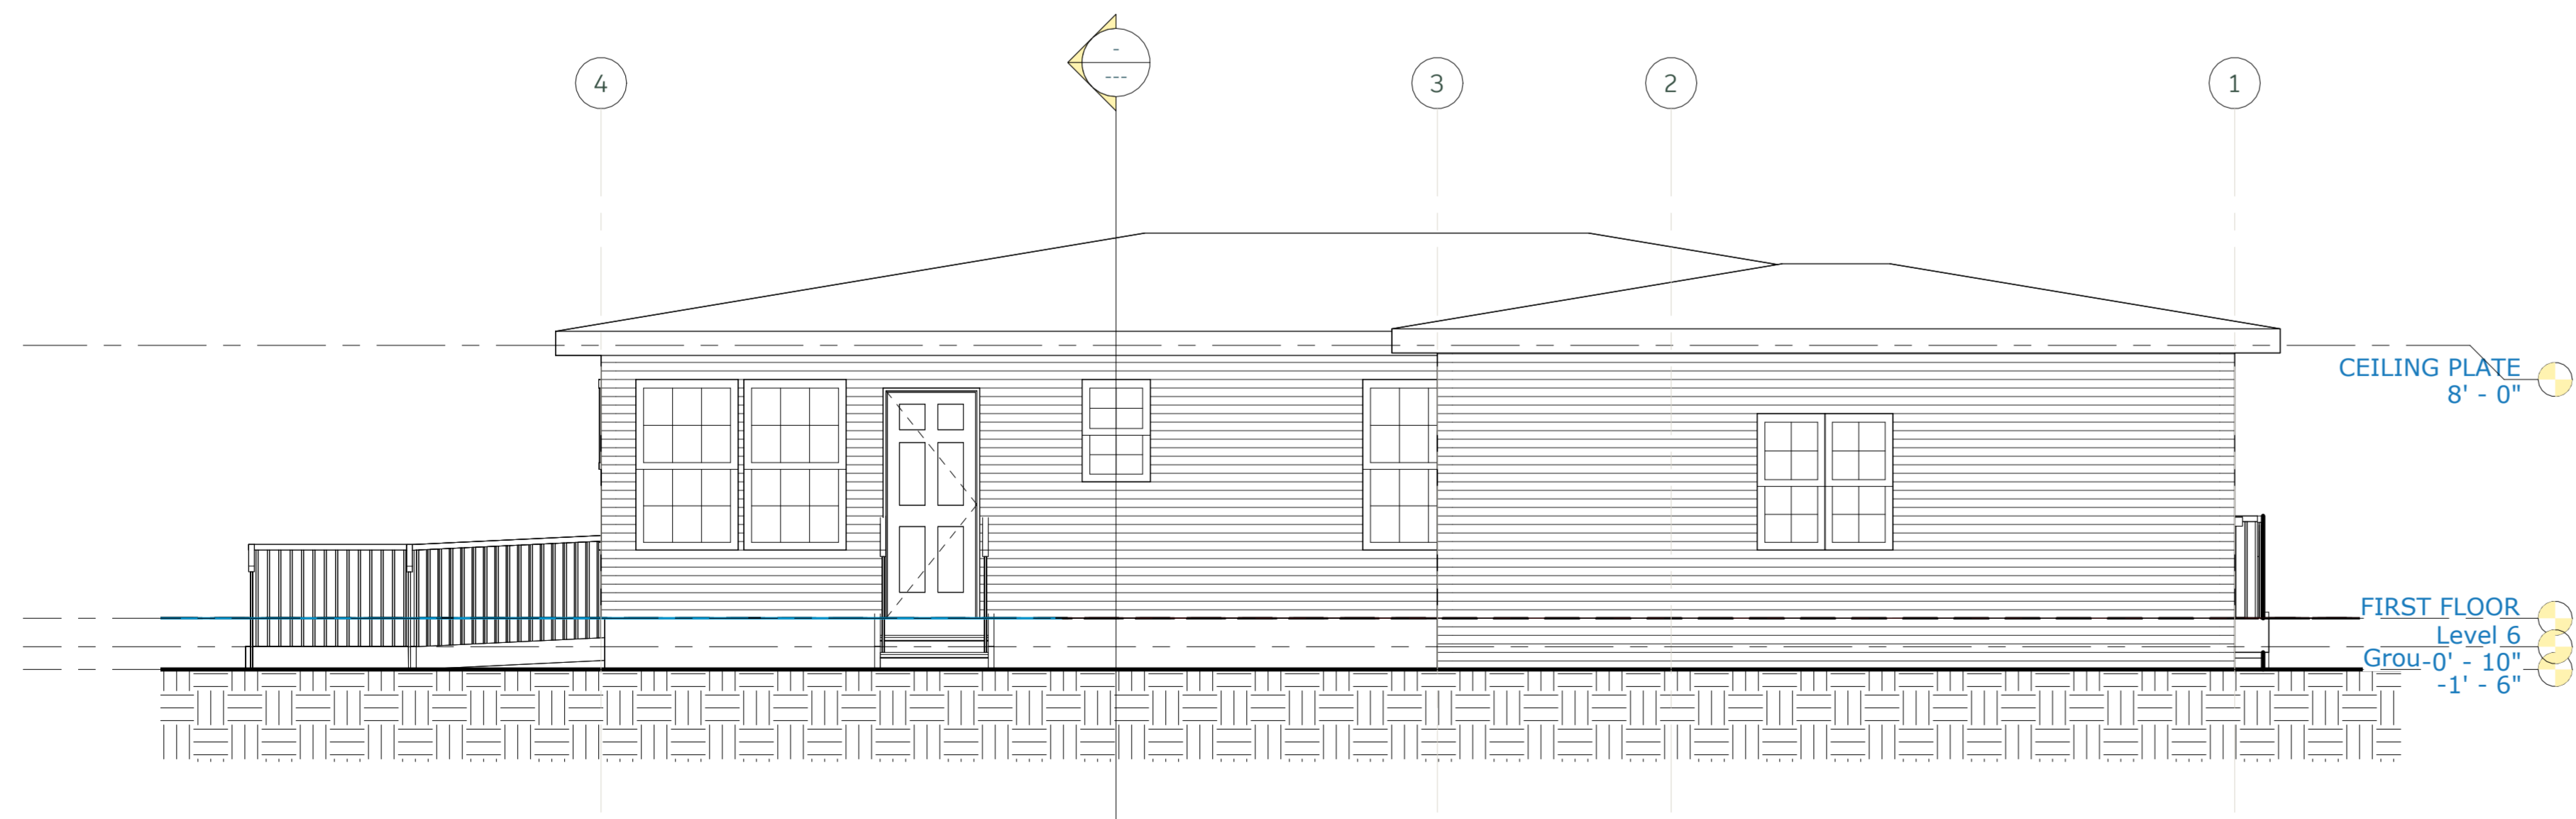 -
---
4
3
2
1
CEILING PLATE
8' - 0"
FIRST FLOOR
Level 6
Grou-0' - 10"
-1' - 6"